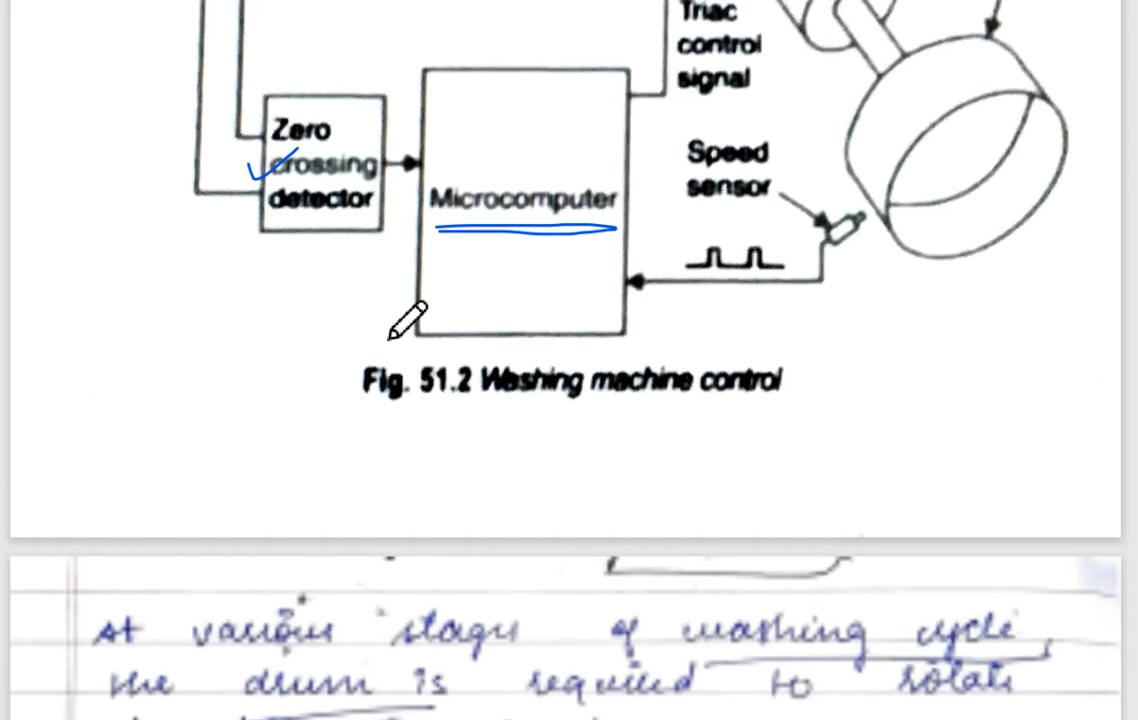 Triac
control
signal
Zero
crossing
detector
Microcomputer
Speed
sensor
Fig. 51.2 Washing machine control
At various stages of washing cycle,
the drum is required to rotate